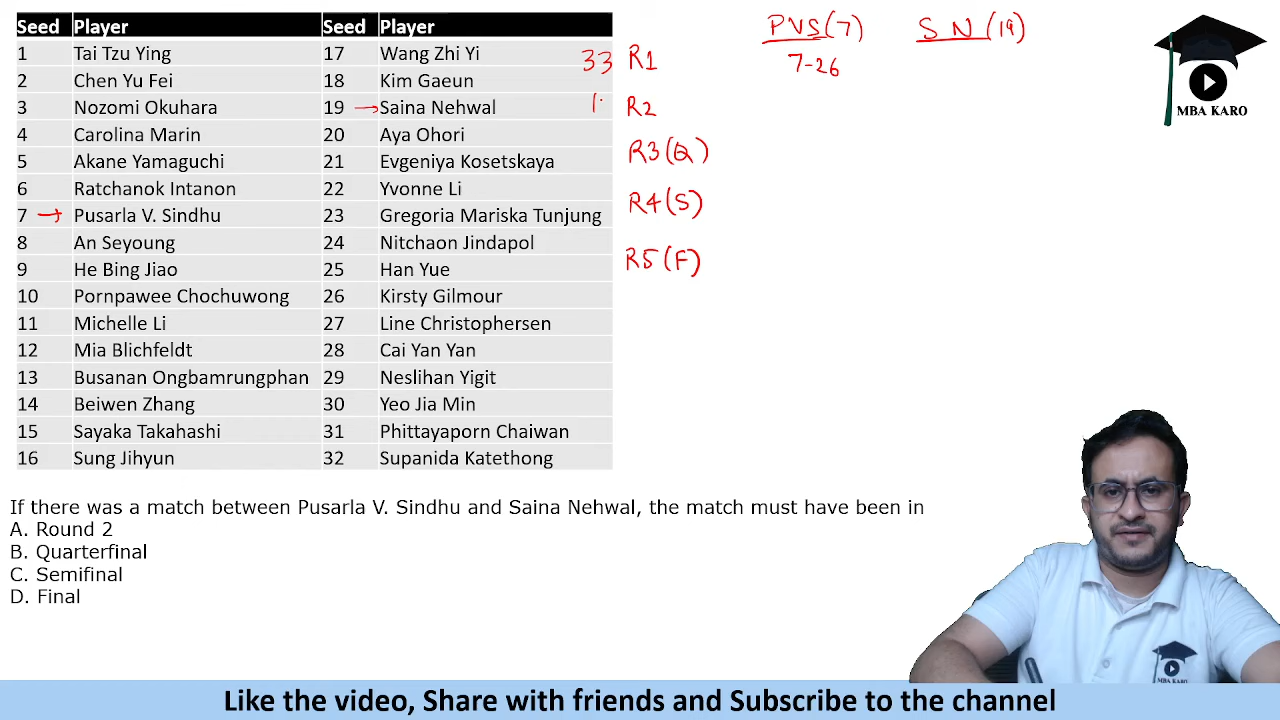 Seed Player Seed Player
1 Tai Tzu Ying 17 Wang Zhi Yi
2 Chen Yu Fei 18 Kim Gaeun
3 Nozomi Okuhara 19 Saina Nehwal
4 Carolina Marin 20 Aya Ohori
5 Akane Yamaguchi 21 Evgeniya Kosetskaya
6 Ratchanok Intanon 22 Yvonne Li
7 Pusarla V. Sindhu 23 Gregoria Mariska Tunjung
8 An Seyoung 24 Nitchaon Jindapol
9 He Bing Jiao 25 Han Yue
10 Pornpawee Chochuwong 26 Kirsty Gilmour
11 Michelle Li 27 Line Christophersen
12 Mia Blichfeldt 28 Cai Yan Yan
13 Busanan Ongbamrungphan 29 Neslihan Yigit
14 Beiwen Zhang 30 Yeo Jia Min
15 Sayaka Takahashi 31 Phittayaporn Chaiwan
16 Sung Jihyun 32 Supanida Katethong
33 R1
R2
R3(Q)
R4(S)
R5(F)
PVS(7) SN(19)
7-26
MBA KARO
If there was a match between Pusarla V. Sindhu and Saina Nehwal, the match must have been in
A. Round 2
B. Quarterfinal
C. Semifinal
D. Final
MBA KARO
Like the video, Share with friends and Subscribe to the channel